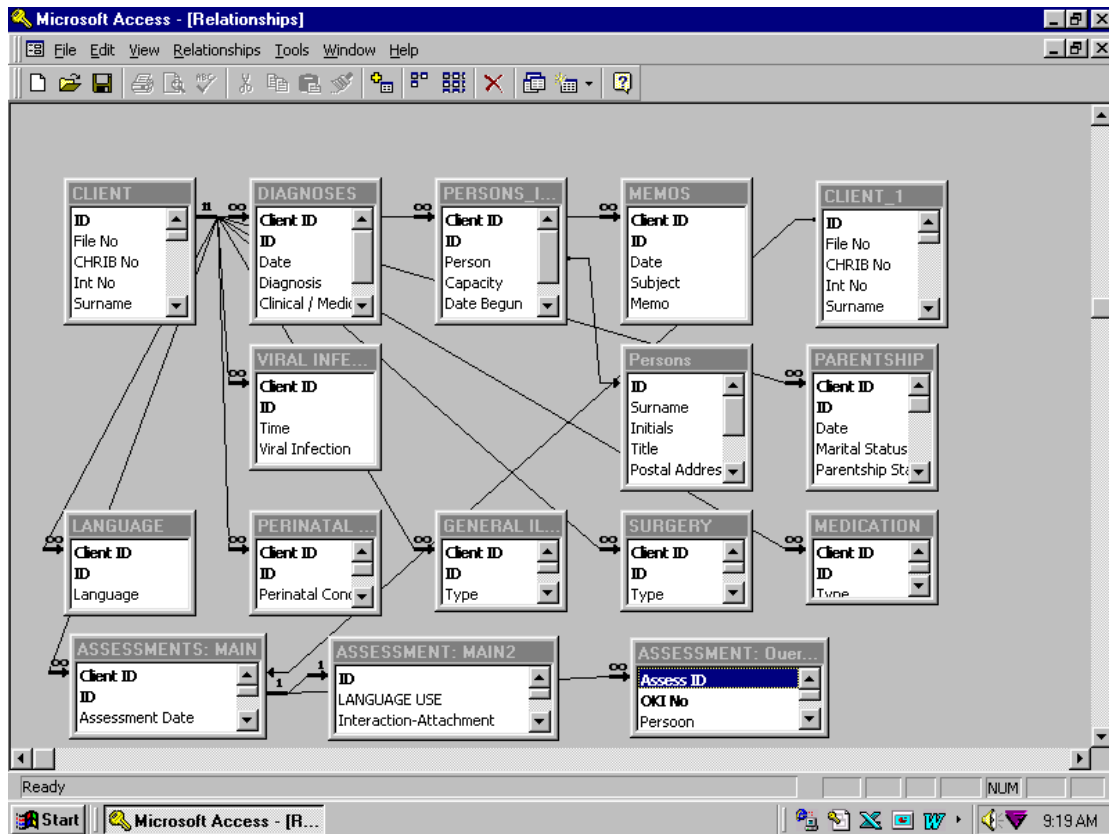 Microsoft Access - [Relationships]
File Edit View Relationships Tools Window Help
CLIENT
ID
File No
CHRIB No
Int No
Surname
11
∞
DIAGNOSES
Client ID
ID
Date
Diagnosis
Clinical / Medic
∞
PERSONS_I...
Client ID
ID
Person
Capacity
Date Begun
∞
MEMOS
Client ID
ID
Date
Subject
Memo
CLIENT_1
ID
File No
CHRIB No
Int No
Surname
∞
VIRAL INFE...
Client ID
ID
Time
Viral Infection
Persons
ID
Surname
Initials
Title
Postal Addres
∞
PARENTSHIP
Client ID
ID
Date
Marital Status
Parentship Sta
∞
LANGUAGE
Client ID
ID
Language
∞
PERINATAL ...
Client ID
ID
Perinatal Conc
∞
GENERAL IL...
Client ID
ID
Type
∞
SURGERY
Client ID
ID
Type
∞
MEDICATION
Client ID
ID
Type
∞
ASSESSMENTS: MAIN
Client ID
ID
Assessment Date
1
1
ASSESSMENT: MAIN2
ID
LANGUAGE USE
Interaction-Attachment
∞
ASSESSMENT: Ouer...
Assess ID
OKI No
Persoon
Ready
NUM
Start
Microsoft Access - [R...
9:19 AM